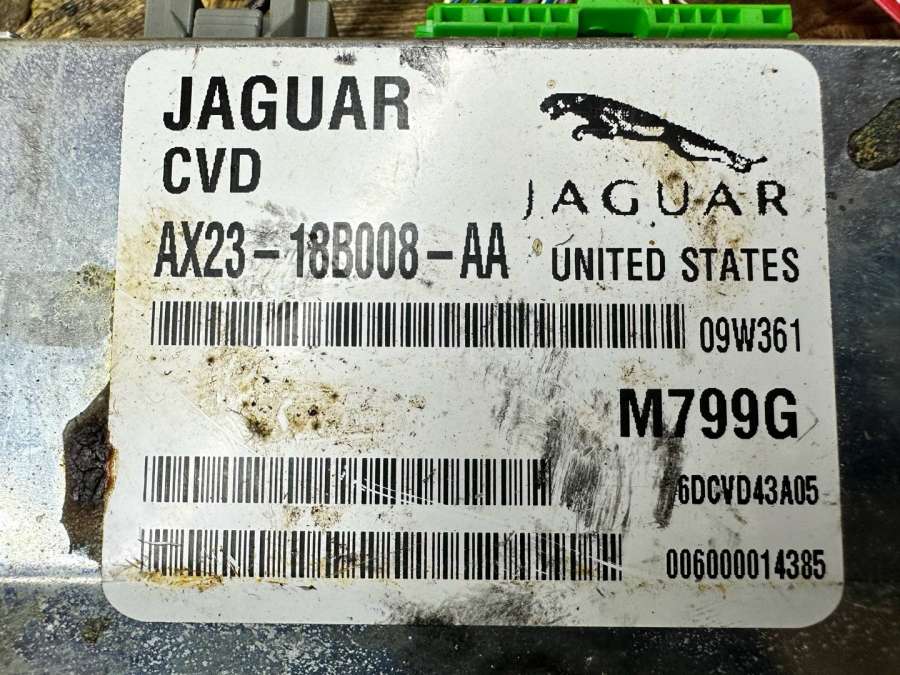 JAGUAR
CVD
JAGUAR
AX23-18B008-AA
UNITED STATES
09W361
M799G
6DCVD43A05
006000014385